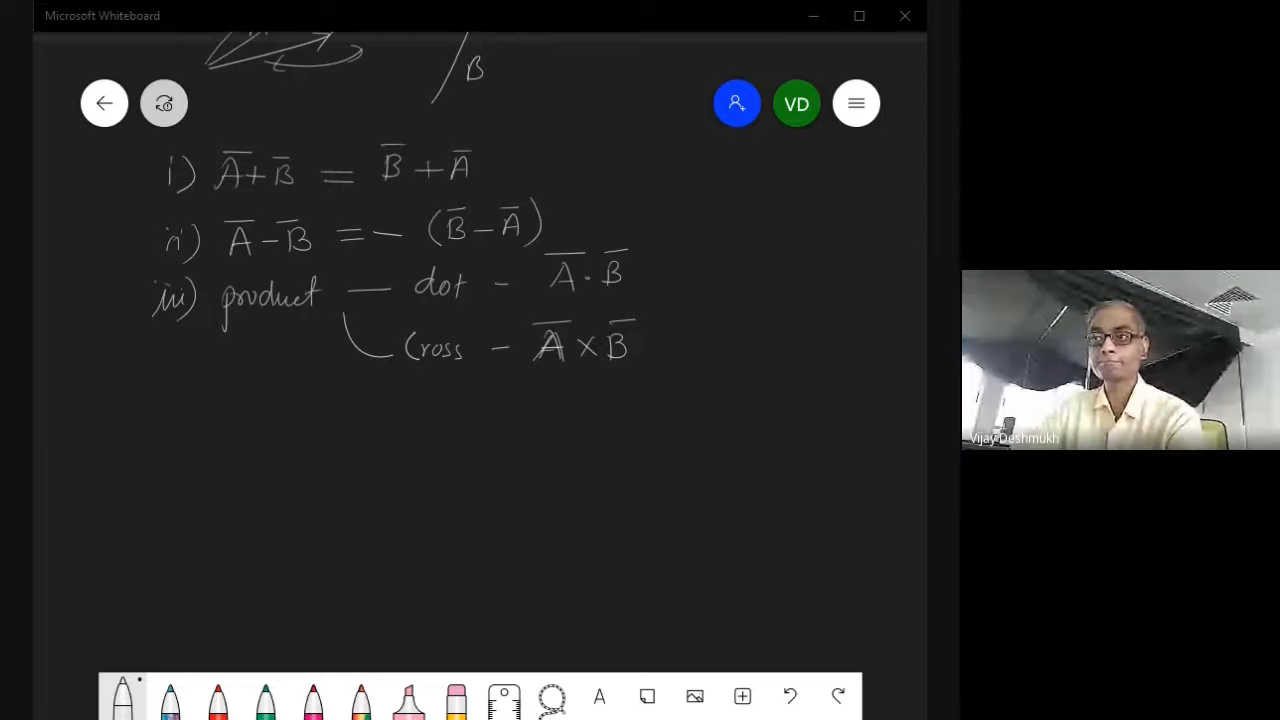 Microsoft Whiteboard
B
VD
i) A̅ + B̅ = B̅ + A̅
ii) A̅ - B̅ = - (B̅ - A̅)
iii) product — dot - A̅ · B̅
Cross - A̅ × B̅
Vijay Deshmukh
A